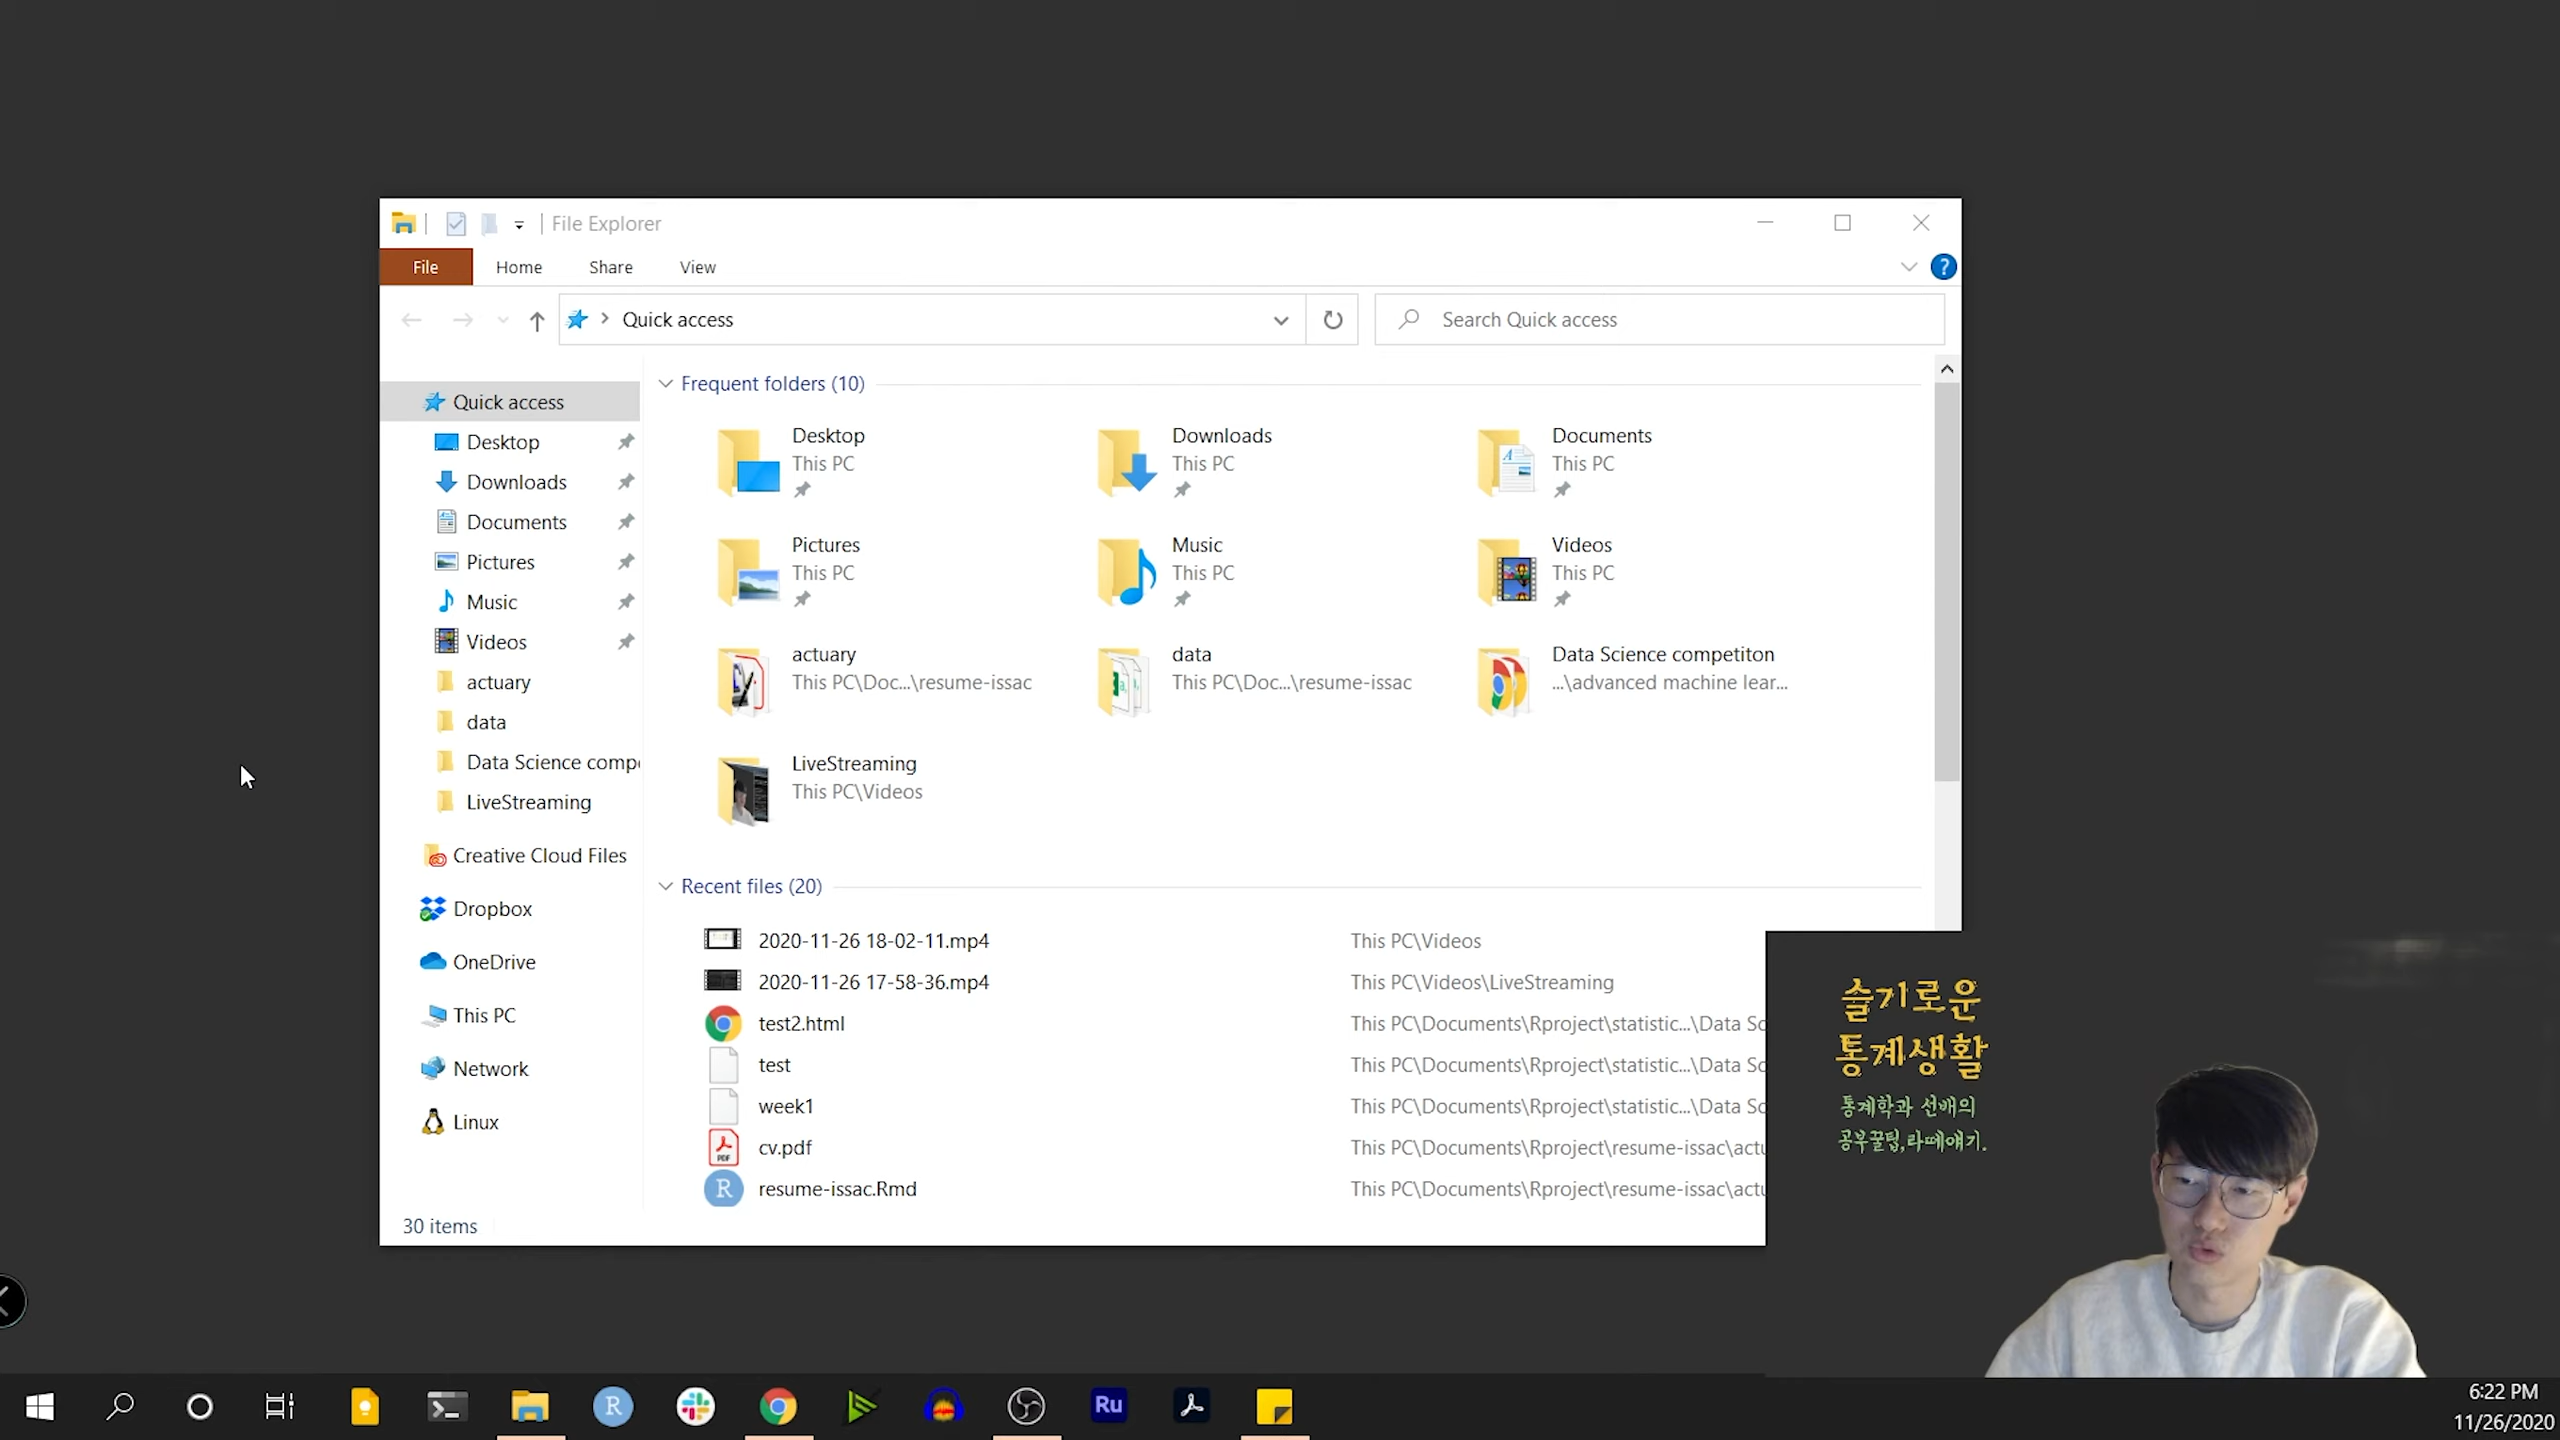 File Explorer
File
Home
Share
View
Quick access
Search Quick access
Quick access
Desktop
Downloads
Documents
Pictures
Music
Videos
actuary
data
Data Science comp
LiveStreaming
Creative Cloud Files
Dropbox
OneDrive
This PC
Network
Linux
Frequent folders (10)
Desktop
This PC
Downloads
This PC
Documents
This PC
Pictures
This PC
Music
This PC
Videos
This PC
actuary
This PC\Doc...\resume-issac
data
This PC\Doc...\resume-issac
Data Science competiton
...\advanced machine lear...
LiveStreaming
This PC\Videos
Recent files (20)
2020-11-26 18-02-11.mp4 This PC\Videos
2020-11-26 17-58-36.mp4 This PC\Videos\LiveStreaming
test2.html This PC\Documents\Rproject\statistic...\Data Sc
test This PC\Documents\Rproject\statistic...\Data Sc
week1 This PC\Documents\Rproject\statistic...\Data Sc
cv.pdf This PC\Documents\Rproject\resume-issac\actu
resume-issac.Rmd This PC\Documents\Rproject\resume-issac\actu
30 items
슬기로운
통계생활
통계학과 선배의
공부꿀팁,라떼얘기.
Ru
6:22 PM
11/26/2020